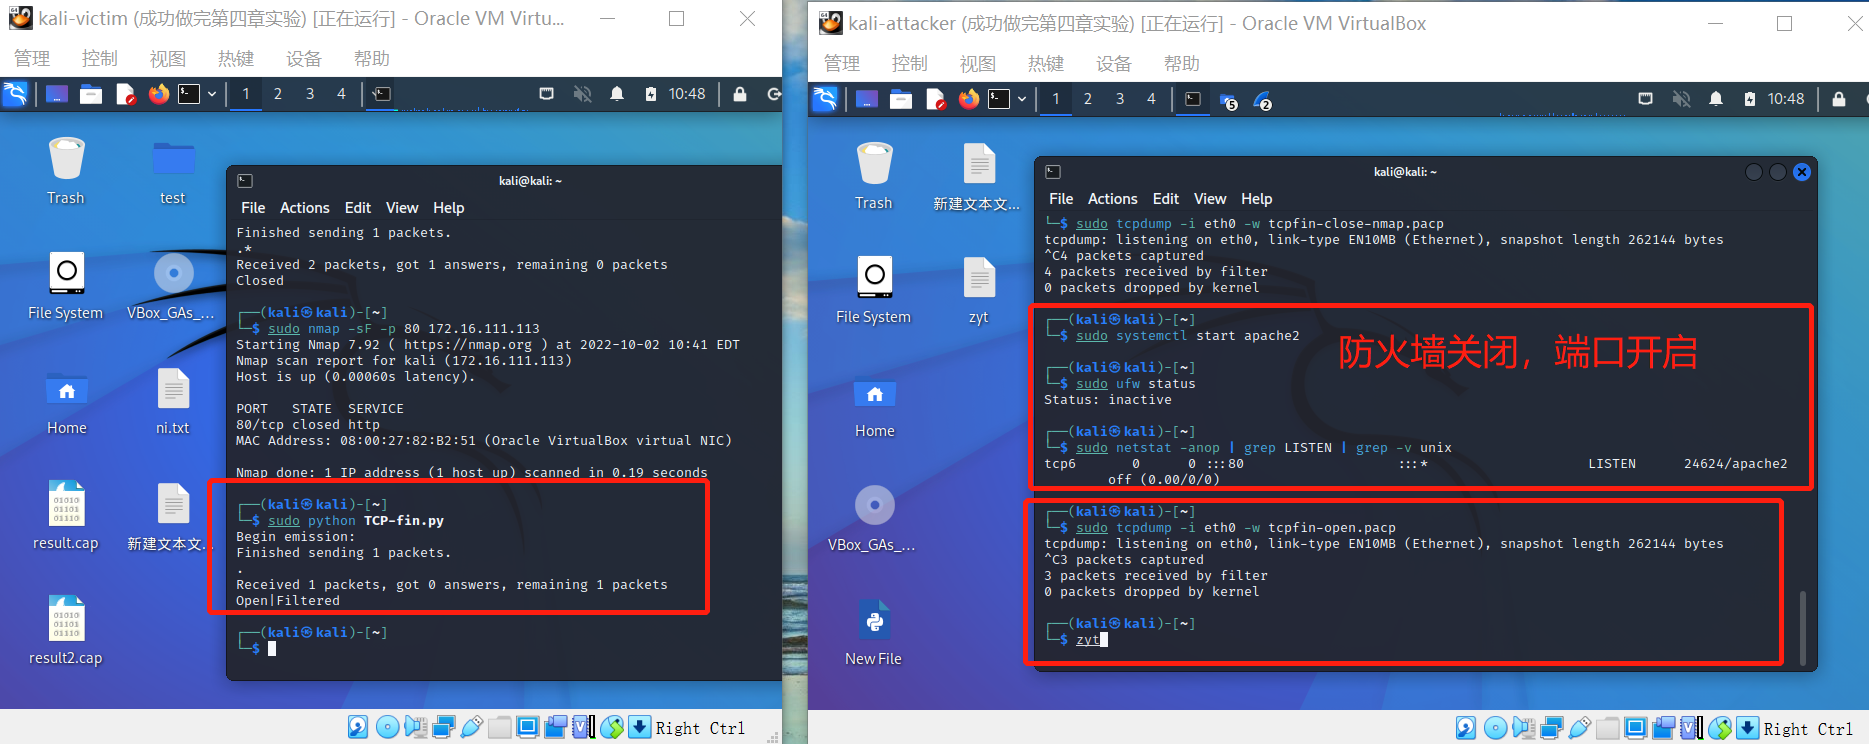 kali-victim (成功做完第四章实验) [正在运行] - Oracle VM Virtu...
管理 控制 视图 热键 设备 帮助
1 2 3 4 10:48
Trash
test
File System
VBox_GAs_...
Home
ni.txt
result.cap
新建文本文...
result2.cap
kali@kali: ~
File Actions Edit View Help
Finished sending 1 packets.
.*
Received 2 packets, got 1 answers, remaining 0 packets
Closed
┌──(kali㉿kali)-[~]
└─$ sudo nmap -sF -p 80 172.16.111.113
Starting Nmap 7.92 ( https://nmap.org ) at 2022-10-02 10:41 EDT
Nmap scan report for kali (172.16.111.113)
Host is up (0.00060s latency).
PORT STATE SERVICE
80/tcp closed http
MAC Address: 08:00:27:82:B2:51 (Oracle VirtualBox virtual NIC)
Nmap done: 1 IP address (1 host up) scanned in 0.19 seconds
┌──(kali㉿kali)-[~]
└─$ sudo python TCP-fin.py
Begin emission:
Finished sending 1 packets.
.
Received 1 packets, got 0 answers, remaining 1 packets
Open|Filtered
┌──(kali㉿kali)-[~]
└─$
Right Ctrl
kali-attacker (成功做完第四章实验) [正在运行] - Oracle VM VirtualBox
管理 控制 视图 热键 设备 帮助
1 2 3 4 5 2 10:48
Trash
新建文本文...
File System
zyt
Home
VBox_GAs_...
New File
kali@kali: ~
File Actions Edit View Help
└─$ sudo tcpdump -i eth0 -w tcpfin-close-nmap.pacp
tcpdump: listening on eth0, link-type EN10MB (Ethernet), snapshot length 262144 bytes
^C4 packets captured
4 packets received by filter
0 packets dropped by kernel
┌──(kali㉿kali)-[~]
└─$ sudo systemctl start apache2
防火墙关闭，端口开启
┌──(kali㉿kali)-[~]
└─$ sudo ufw status
Status: inactive
┌──(kali㉿kali)-[~]
└─$ sudo netstat -anop | grep LISTEN | grep -v unix
tcp6 0 0 :::80 :::* LISTEN 24624/apache2
off (0.00/0/0)
┌──(kali㉿kali)-[~]
└─$ sudo tcpdump -i eth0 -w tcpfin-open.pacp
tcpdump: listening on eth0, link-type EN10MB (Ethernet), snapshot length 262144 bytes
^C3 packets captured
3 packets received by filter
0 packets dropped by kernel
┌──(kali㉿kali)-[~]
└─$ zyt
Right Ctrl